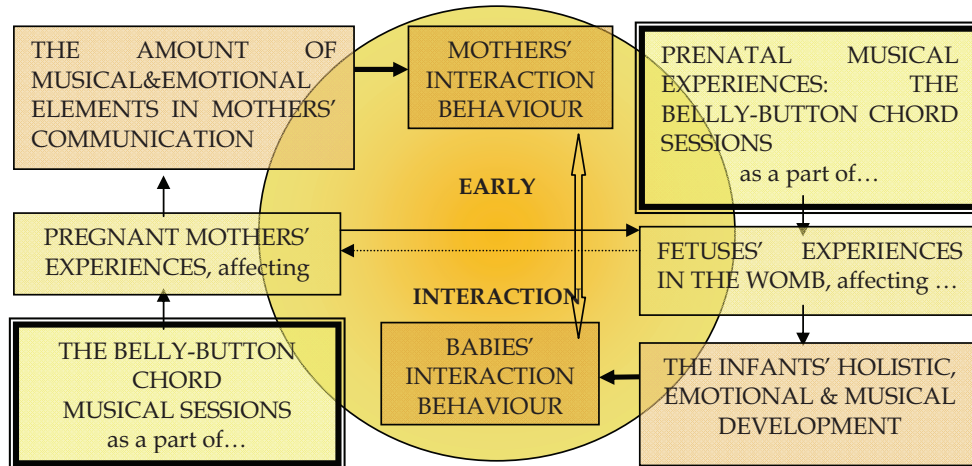 THE AMOUNT OF
MUSICAL&EMOTIONAL
ELEMENTS IN MOTHERS’
COMMUNICATION
MOTHERS’
INTERACTION
BEHAVIOUR
PRENATAL MUSICAL
EXPERIENCES: THE
BELLLY-BUTTON CHORD
SESSIONS
as a part of…
EARLY
PREGNANT MOTHERS’
EXPERIENCES, affecting
FETUSES’ EXPERIENCES
IN THE WOMB, affecting …
INTERACTION
THE BELLY-BUTTON
CHORD
MUSICAL SESSIONS
as a part of…
BABIES’
INTERACTION
BEHAVIOUR
THE INFANTS’ HOLISTIC,
EMOTIONAL & MUSICAL
DEVELOPMENT